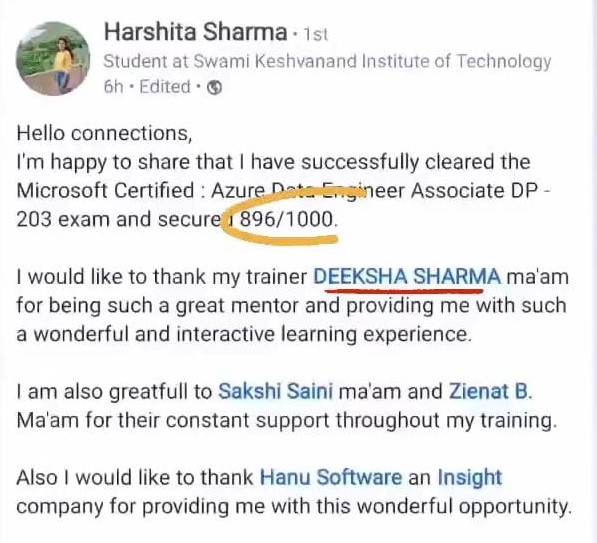 Harshita Sharma • 1st
Student at Swami Keshvanand Institute of Technology
6h • Edited •
Hello connections,
I'm happy to share that I have successfully cleared the
Microsoft Certified : Azure Data Engineer Associate DP -
203 exam and secured 896/1000.
I would like to thank my trainer DEEKSHA SHARMA ma'am
for being such a great mentor and providing me with such
a wonderful and interactive learning experience.
I am also greatfull to Sakshi Saini ma'am and Zienat B.
Ma'am for their constant support throughout my training.
Also I would like to thank Hanu Software an Insight
company for providing me with this wonderful opportunity.